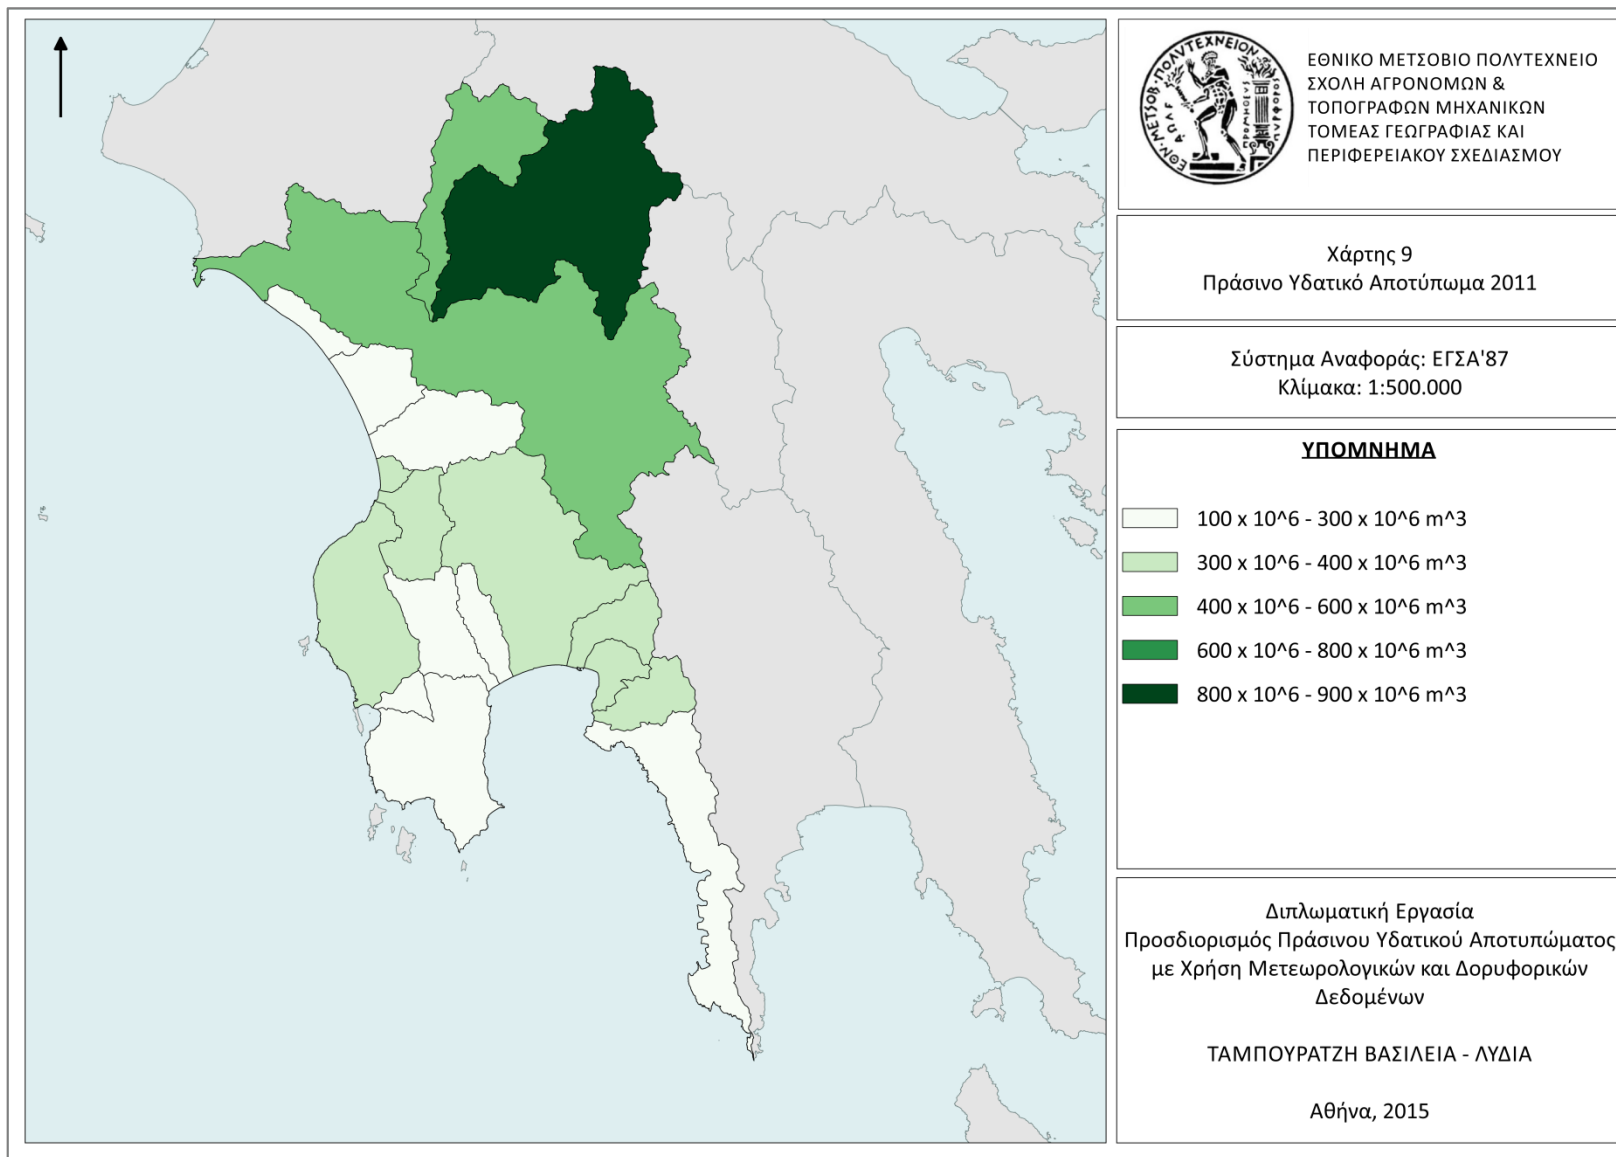 ΕΘΝΙΚΟ ΜΕΤΣΟΒΙΟ ΠΟΛΥΤΕΧΝΕΙΟ
ΣΧΟΛΗ ΑΓΡΟΝΟΜΩΝ &
ΤΟΠΟΓΡΑΦΩΝ ΜΗΧΑΝΙΚΩΝ
ΤΟΜΕΑΣ ΓΕΩΓΡΑΦΙΑΣ ΚΑΙ
ΠΕΡΙΦΕΡΕΙΑΚΟΥ ΣΧΕΔΙΑΣΜΟΥ
Χάρτης 9
Πράσινο Υδατικό Αποτύπωμα 2011
Σύστημα Αναφοράς: ΕΓΣΑ'87
Κλίμακα: 1:500.000
ΥΠΟΜΝΗΜΑ
100 x 10^6 - 300 x 10^6 m^3
300 x 10^6 - 400 x 10^6 m^3
400 x 10^6 - 600 x 10^6 m^3
600 x 10^6 - 800 x 10^6 m^3
800 x 10^6 - 900 x 10^6 m^3
Διπλωματική Εργασία
Προσδιορισμός Πράσινου Υδατικού Αποτυπώματος
με Χρήση Μετεωρολογικών και Δορυφορικών
Δεδομένων
ΤΑΜΠΟΥΡΑΤΖΗ ΒΑΣΙΛΕΙΑ - ΛΥΔΙΑ
Αθήνα, 2015